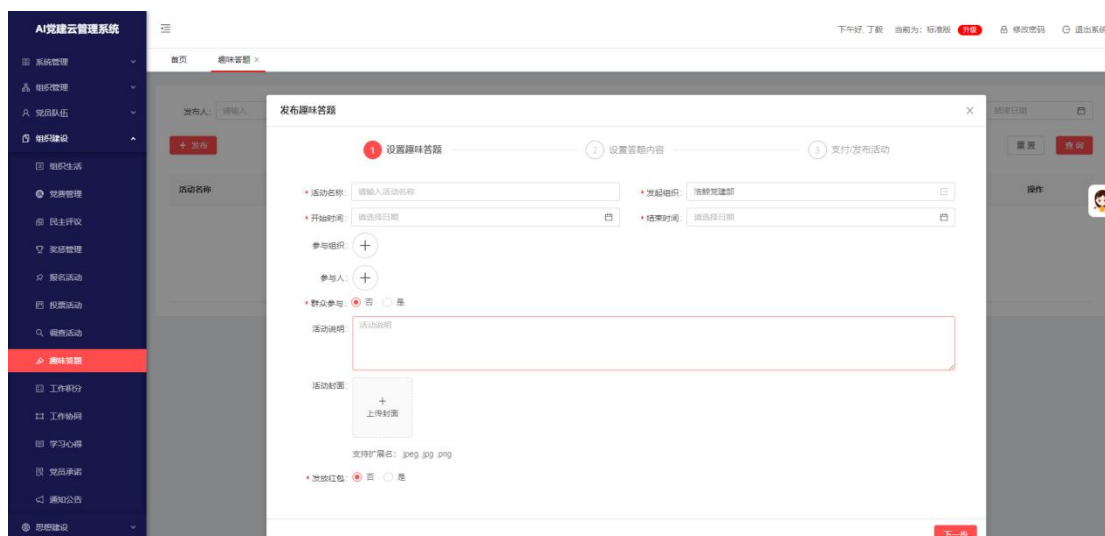 AI党建云管理系统
下午好, 丁毅 当前为: 标准版 升级 修改密码 退出系统
系统管理
首页 趣味答题 ×
组织管理
党员队伍
发布人: 请输入
发布趣味答题
结束日期
组织建设
+ 发布
1 设置趣味答题
2 设置答题内容
3 支付/发布活动
重置 查询
组织生活
活动名称
* 活动名称: 请输入活动名称
* 发起组织: 浩鲸党建部
操作
党费管理
* 开始时间: 请选择日期
* 结束时间: 请选择日期
民主评议
参与组织: +
奖惩管理
参与人: +
报名活动
* 群众参与: 否 是
投票活动
活动说明: 活动说明
调查活动
趣味答题
活动封面:
+
上传封面
工作积分
工作协同
学习心得
支持扩展名: .jpeg .jpg .png
党员承诺
* 发放红包: 否 是
通知公告
思想建设
下一步